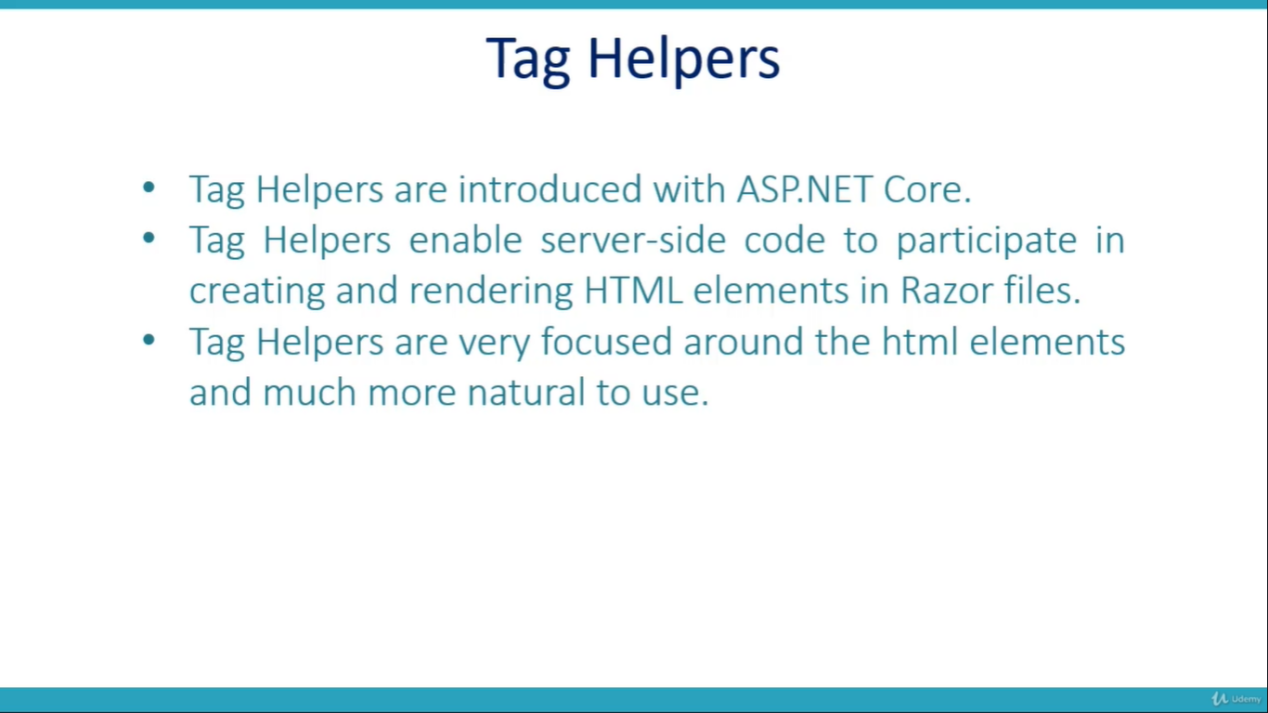 Tag Helpers
• Tag Helpers are introduced with ASP.NET Core.
• Tag Helpers enable server-side code to participate in
creating and rendering HTML elements in Razor files.
• Tag Helpers are very focused around the html elements
and much more natural to use.
Udemy